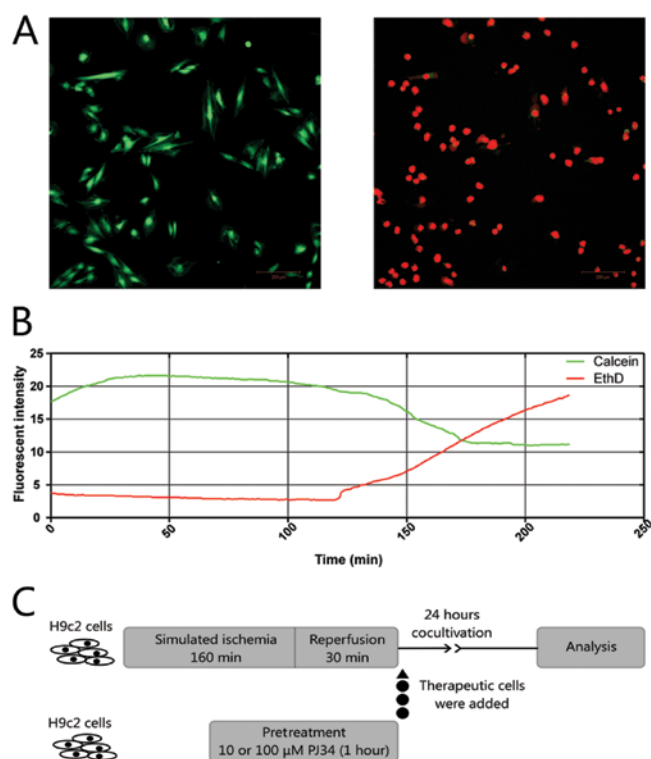 A
B
25
20
15
10
5
0
Fluorescent intensity
Calcein
EthD
0
50
100
150
200
250
Time (min)
C
H9c2 cells
Simulated ischemia
160 min
Reperfusion
30 min
24 hours
cocultivation
Analysis
Therapeutic cells
were added
H9c2 cells
Pretreatment
10 or 100 µM PJ34 (1 hour)